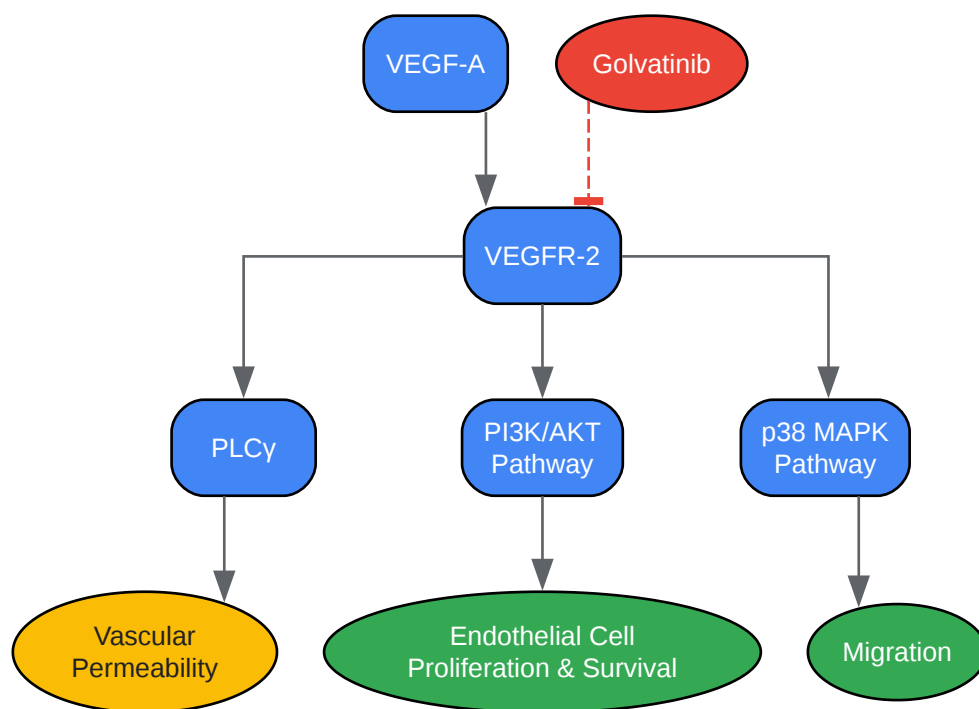 VEGF-A
Golvatinib
VEGFR-2
PLCγ
PI3K/AKT
Pathway
p38 MAPK
Pathway
Vascular
Permeability
Endothelial Cell
Proliferation & Survival
Migration